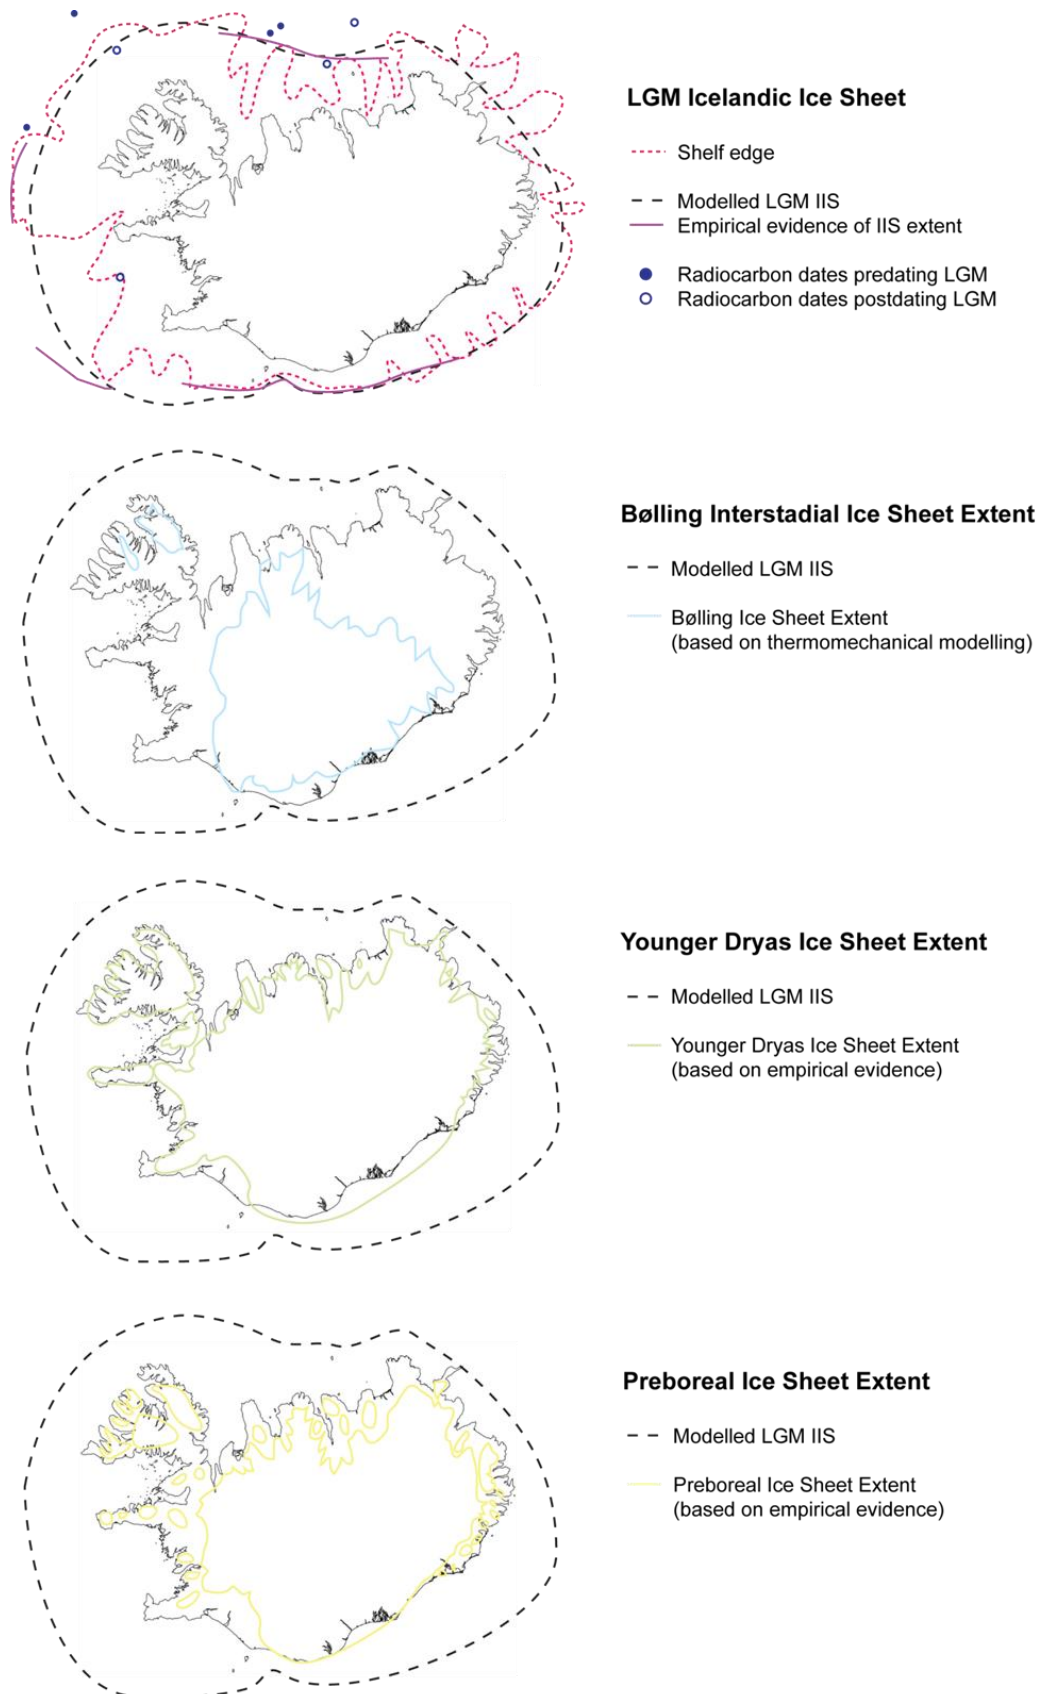 LGM Icelandic Ice Sheet
Shelf edge
Modelled LGM IIS
Empirical evidence of IIS extent
Radiocarbon dates predating LGM
Radiocarbon dates postdating LGM
Bølling Interstadial Ice Sheet Extent
Modelled LGM IIS
Bølling Ice Sheet Extent
(based on thermomechanical modelling)
Younger Dryas Ice Sheet Extent
Modelled LGM IIS
Younger Dryas Ice Sheet Extent
(based on empirical evidence)
Preboreal Ice Sheet Extent
Modelled LGM IIS
Preboreal Ice Sheet Extent
(based on empirical evidence)